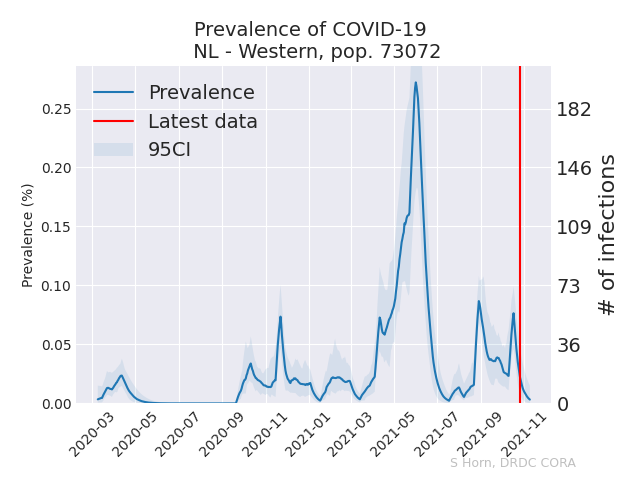 Prevalence of COVID-19
NL - Western, pop. 73072
Prevalence
Latest data
95CI
Prevalence (%)
0.25
0.20
0.15
0.10
0.05
0.00
182
146
109
73
36
0
# of infections
2020-03
2020-05
2020-07
2020-09
2020-11
2021-01
2021-03
2021-05
2021-07
2021-09
2021-11
S Horn, DRDC CORA